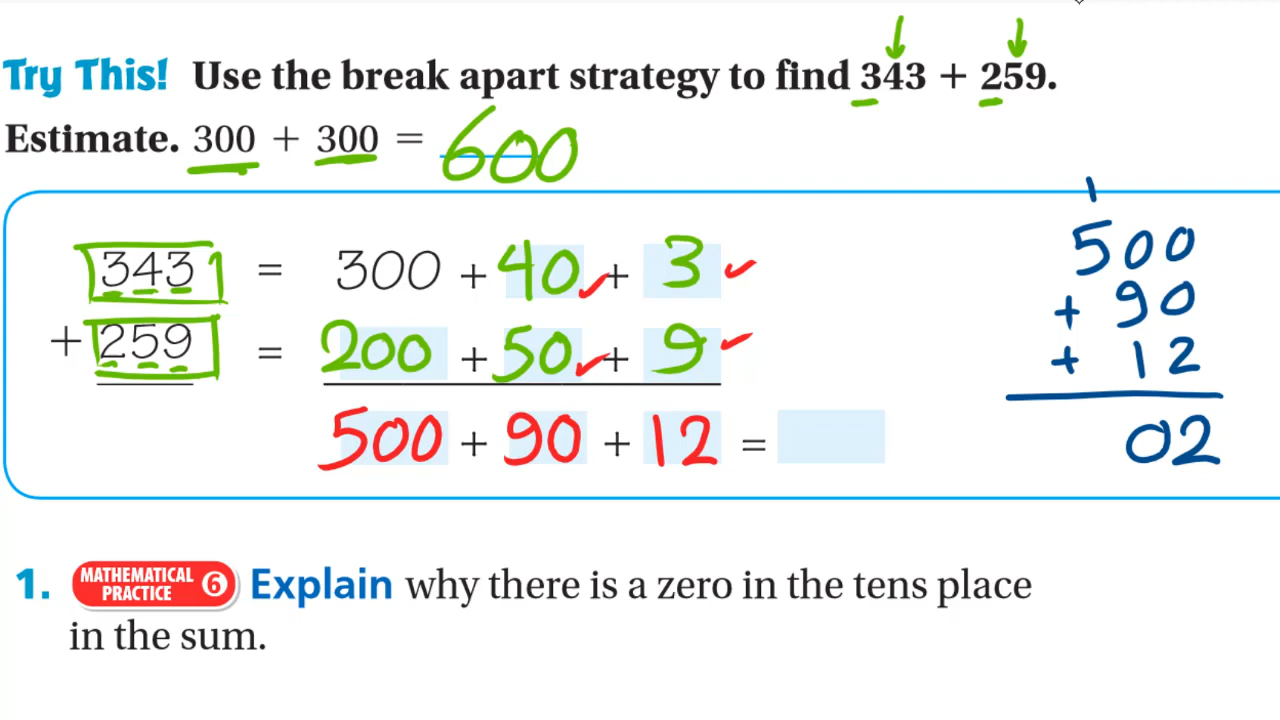 Try This! Use the break apart strategy to find 343 + 259.
Estimate. 300 + 300 = 600
343 = 300 + 40 + 3
+ 259 = 200 + 50 + 9
500 + 90 + 12 =
1
500
+ 90
+ 12
02
1. MATHEMATICAL PRACTICE 6 Explain why there is a zero in the tens place
in the sum.